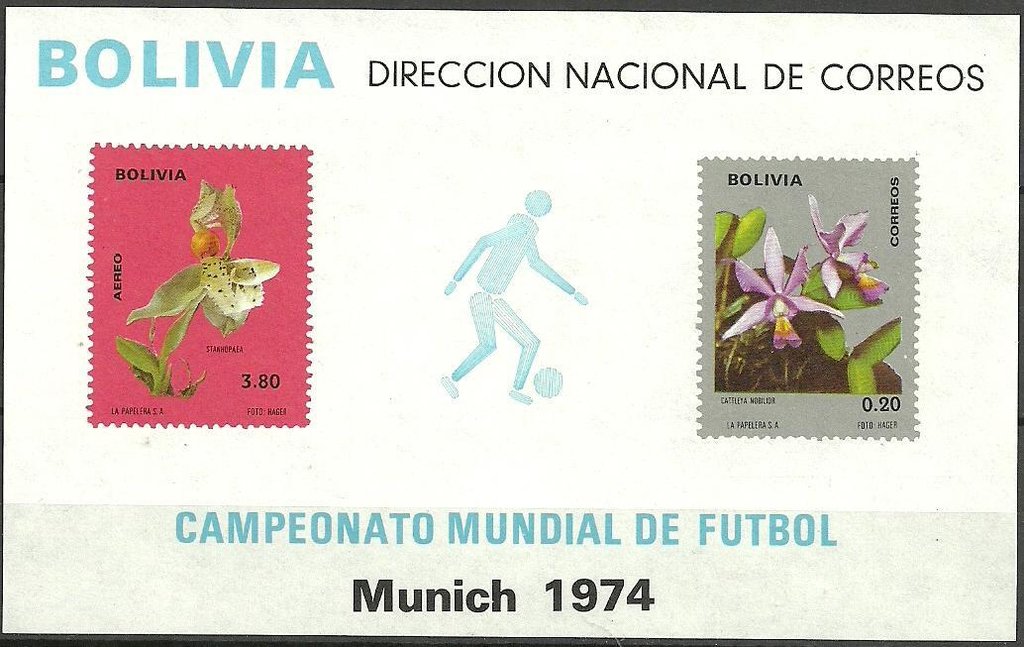 BOLIVIA DIRECCION NACIONAL DE CORREOS
BOLIVIA
AEREO
STANHOPAEA
3.80
LA PAPELERA S.A
FOTO: HAGER
BOLIVIA
CORREOS
CATTLEYA NOBILIOR
0.20
LA PAPELERA S.A
FOTO: HAGER
CAMPEONATO MUNDIAL DE FUTBOL
Munich 1974